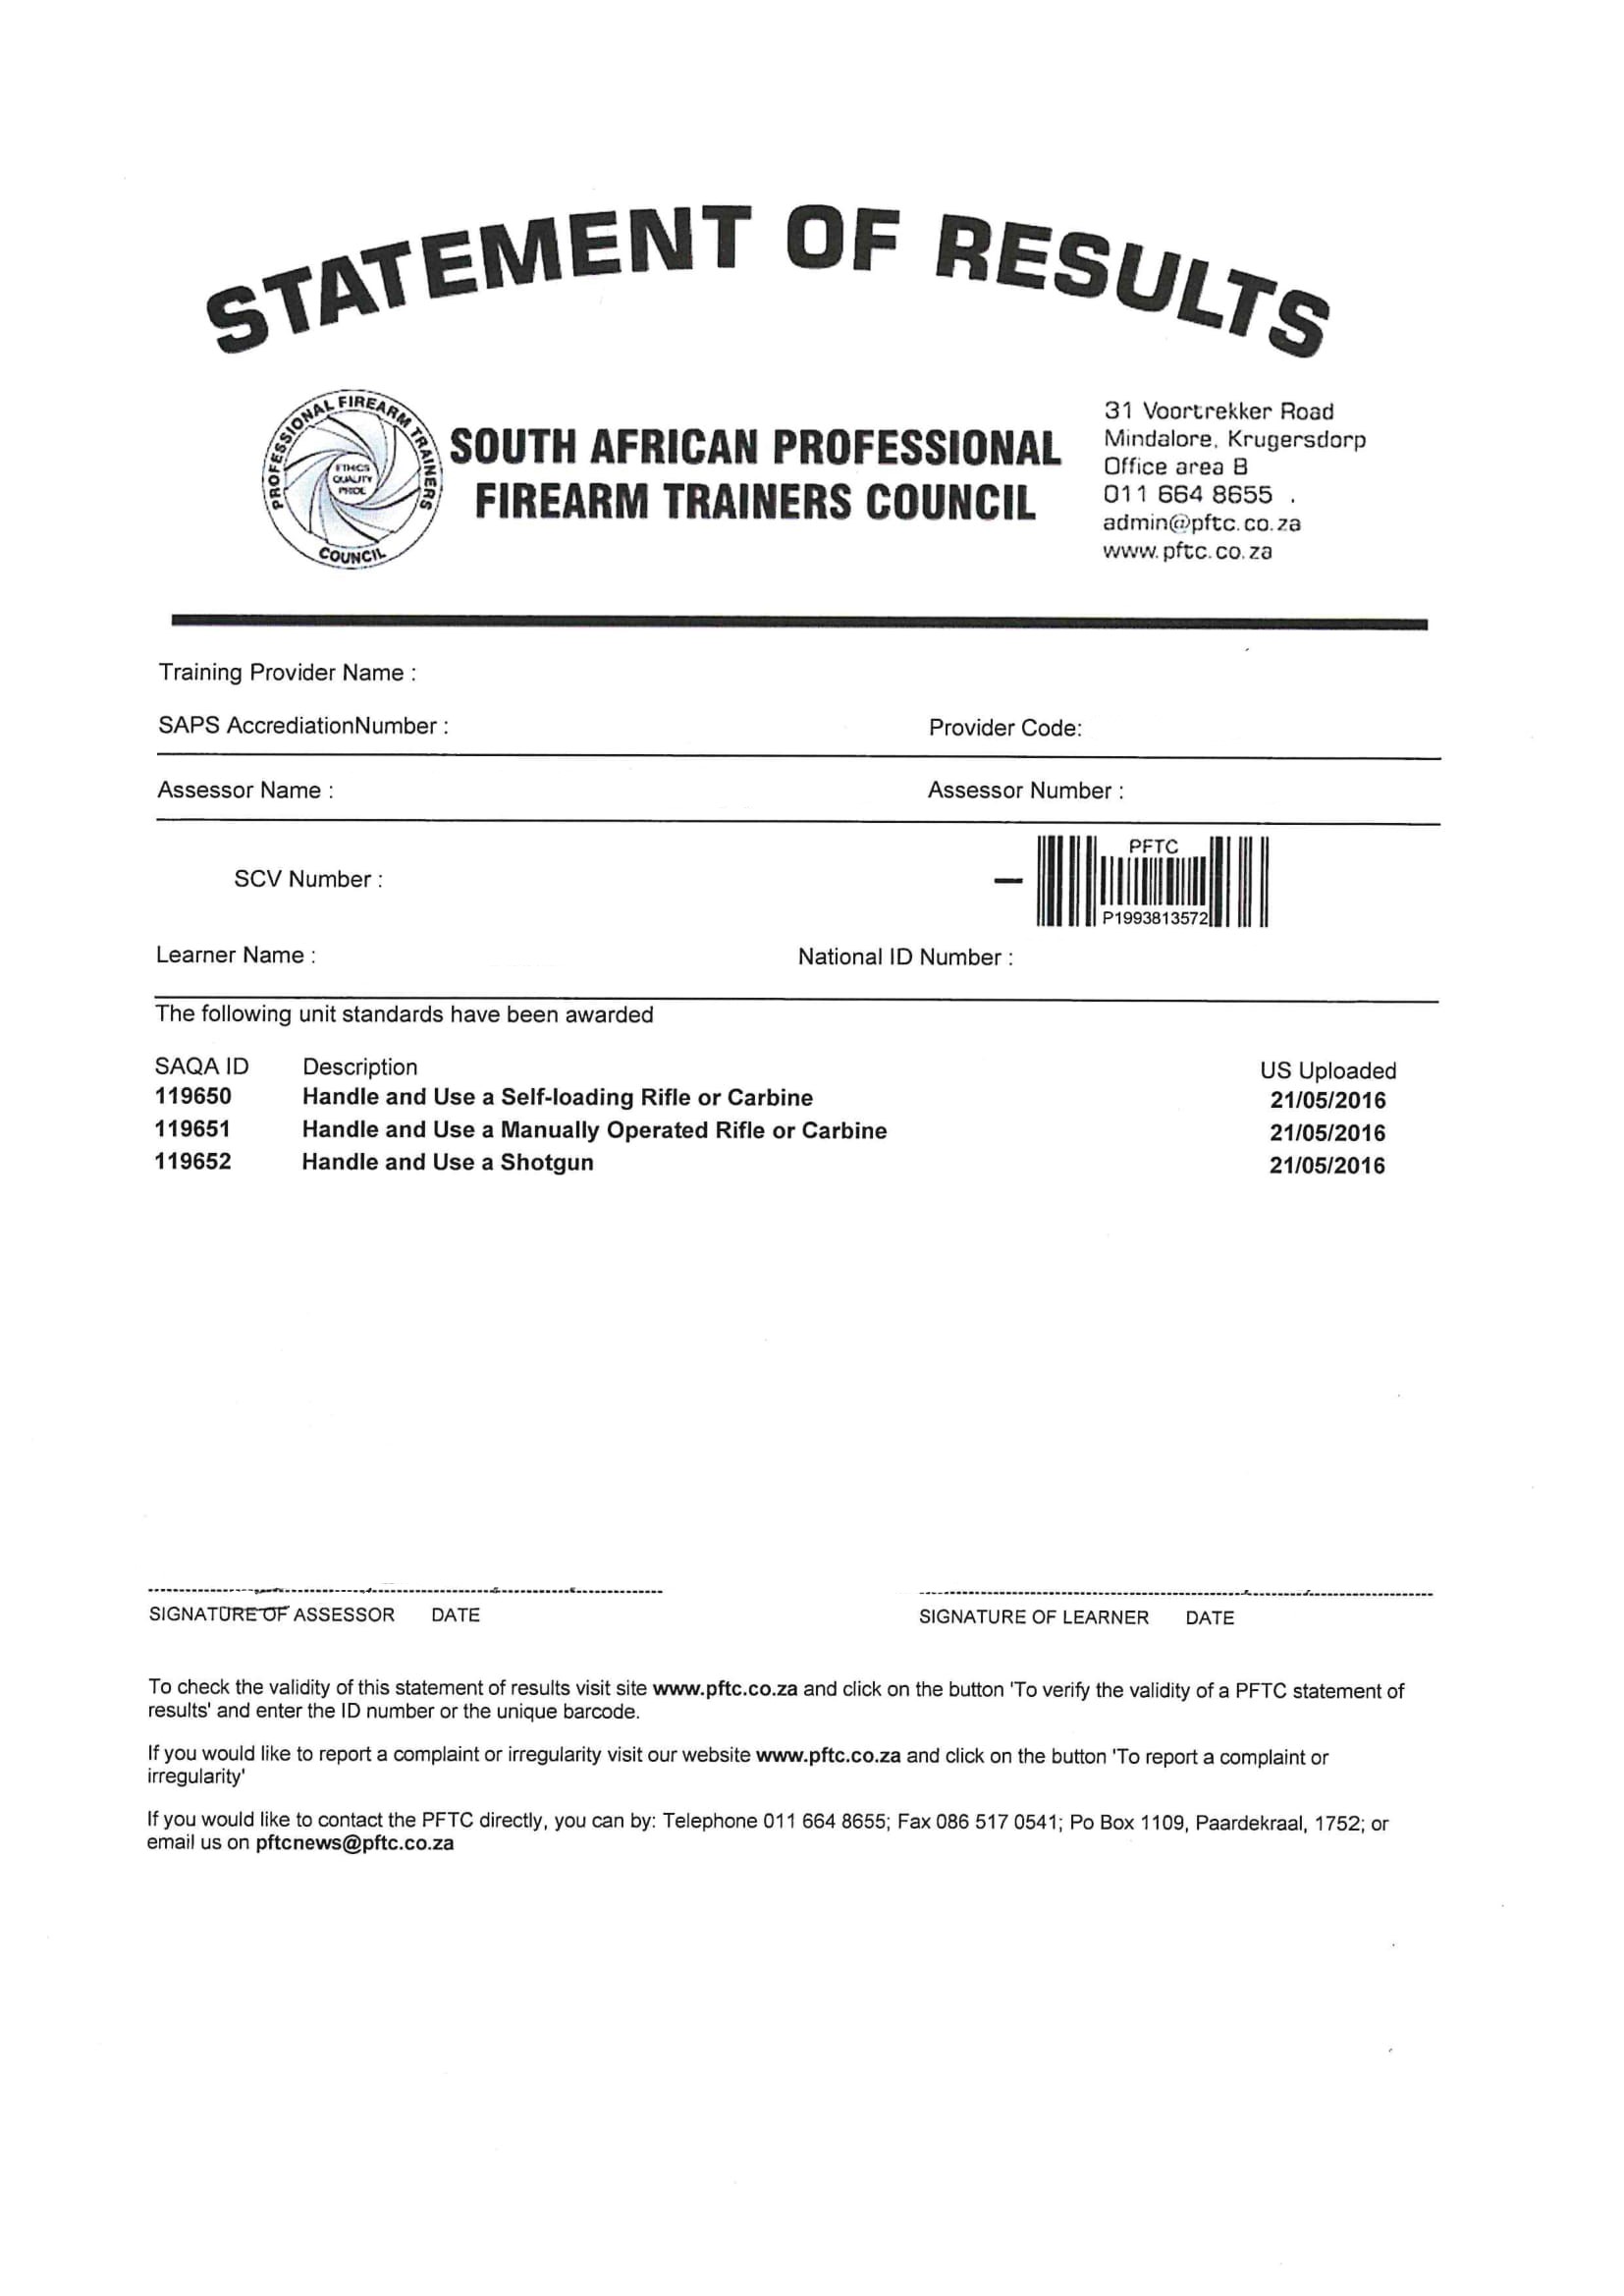 STATEMENT OF RESULTS
PROFESSIONAL FIREARM TRAINERS
COUNCIL
ETHICS
QUALITY
PRIDE
SOUTH AFRICAN PROFESSIONAL
FIREARM TRAINERS COUNCIL
31 Voortrekker Road
Mindalore, Krugersdorp
Office area B
011 664 8655 .
admin@pftc.co.za
www.pftc.co.za
Training Provider Name :
SAPS AccrediationNumber :
Provider Code:
Assessor Name :
Assessor Number :
SCV Number :
PFTC
P1993813572
Learner Name :
National ID Number :
The following unit standards have been awarded
SAQA ID Description US Uploaded
119650 Handle and Use a Self-loading Rifle or Carbine 21/05/2016
119651 Handle and Use a Manually Operated Rifle or Carbine 21/05/2016
119652 Handle and Use a Shotgun 21/05/2016
SIGNATURE OF ASSESSOR DATE
SIGNATURE OF LEARNER DATE
To check the validity of this statement of results visit site www.pftc.co.za and click on the button 'To verify the validity of a PFTC statement of
results' and enter the ID number or the unique barcode.
If you would like to report a complaint or irregularity visit our website www.pftc.co.za and click on the button 'To report a complaint or
irregularity'
If you would like to contact the PFTC directly, you can by: Telephone 011 664 8655; Fax 086 517 0541; Po Box 1109, Paardekraal, 1752; or
email us on pftcnews@pftc.co.za